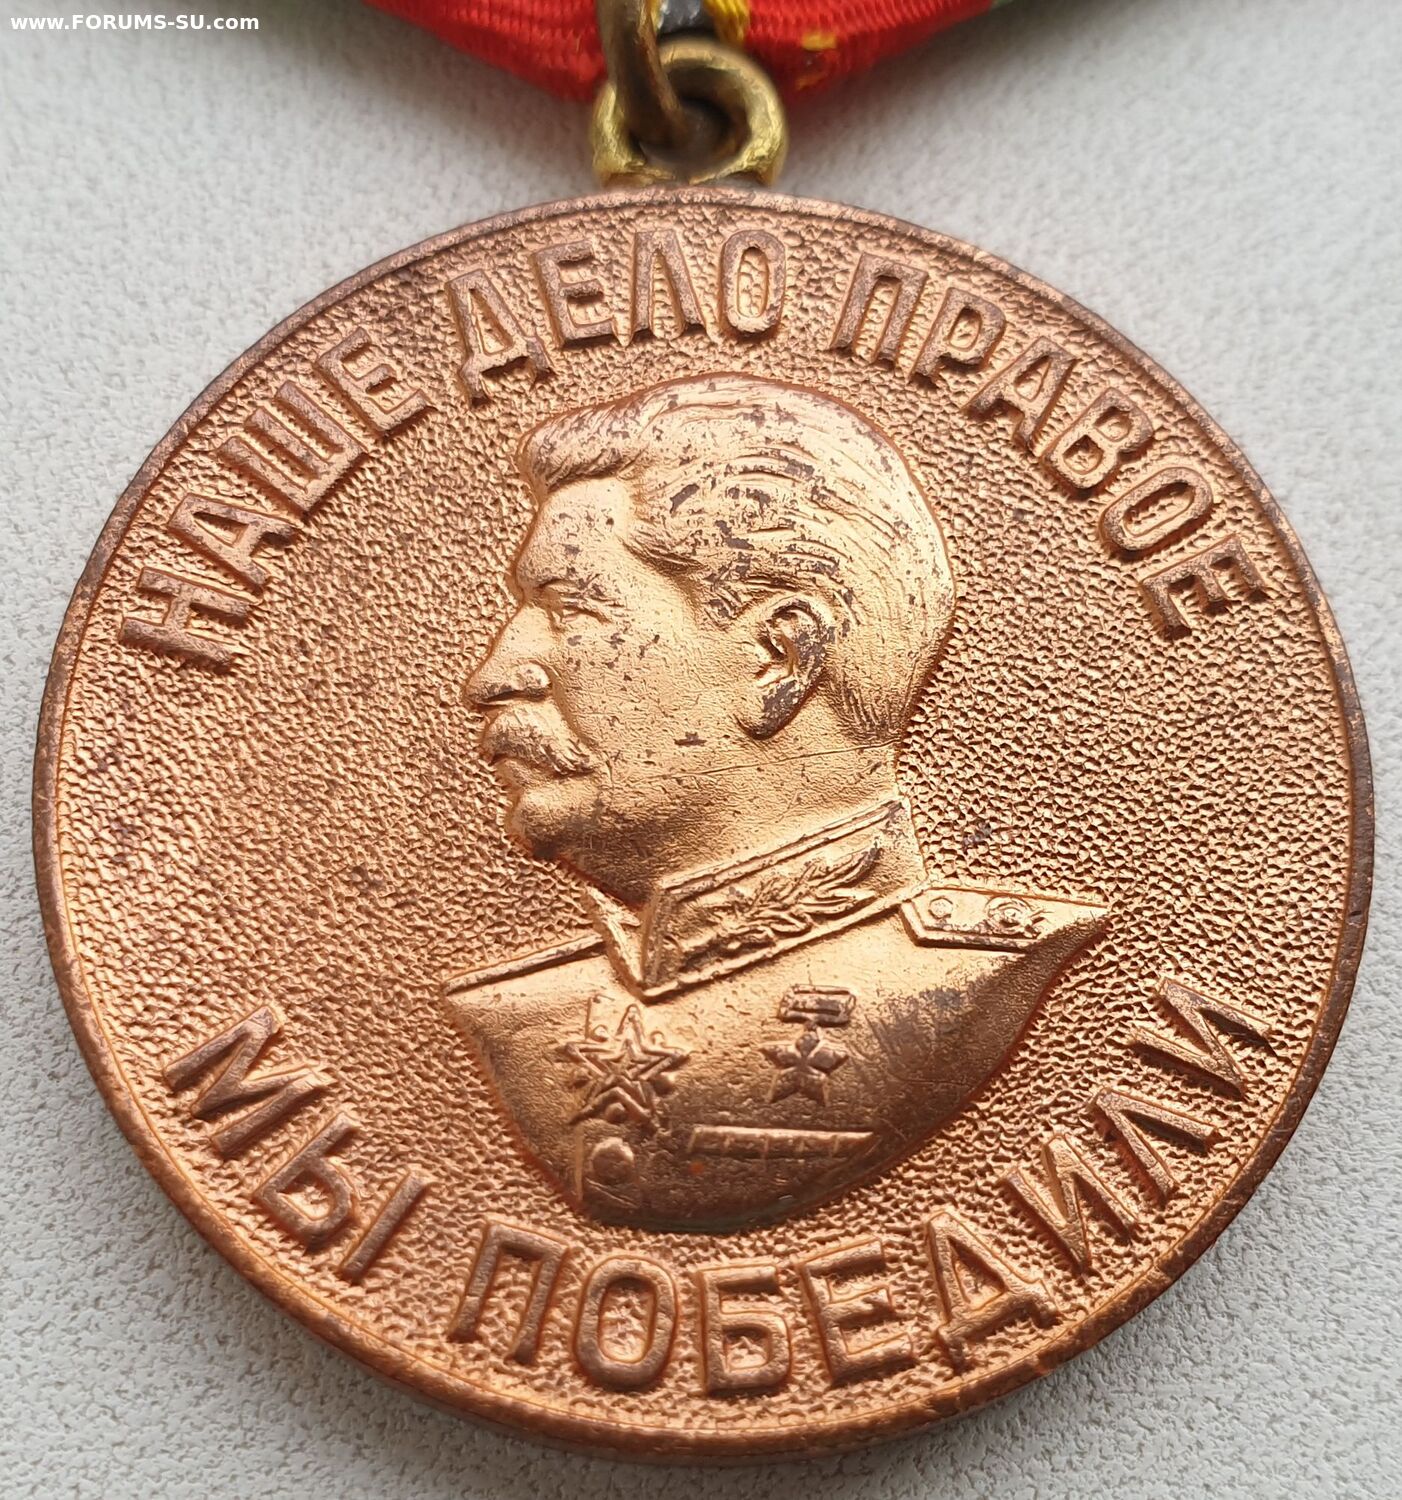 www.FORUMS-SU.com
НАШЕ ДЕЛО ПРАВОЕ
МЫ ПОБЕДИЛИ